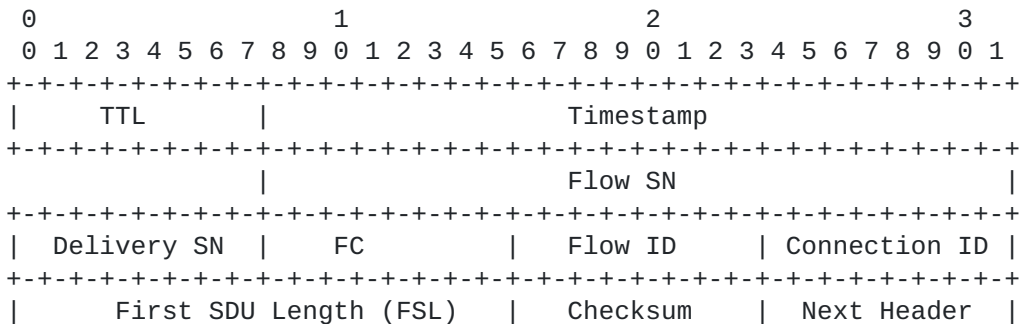 0                   1                   2                   3
 0 1 2 3 4 5 6 7 8 9 0 1 2 3 4 5 6 7 8 9 0 1 2 3 4 5 6 7 8 9 0 1
+-+-+-+-+-+-+-+-+-+-+-+-+-+-+-+-+-+-+-+-+-+-+-+-+-+-+-+-+-+-+-+-+
|     TTL       |                   Timestamp
+-+-+-+-+-+-+-+-+-+-+-+-+-+-+-+-+-+-+-+-+-+-+-+-+-+-+-+-+-+-+-+-+
                |                   Flow SN                     |
+-+-+-+-+-+-+-+-+-+-+-+-+-+-+-+-+-+-+-+-+-+-+-+-+-+-+-+-+-+-+-+-+
|  Delivery SN  |    FC         |   Flow ID     | Connection ID |
+-+-+-+-+-+-+-+-+-+-+-+-+-+-+-+-+-+-+-+-+-+-+-+-+-+-+-+-+-+-+-+-+
|      First SDU Length (FSL)   |   Checksum    |  Next Header  |